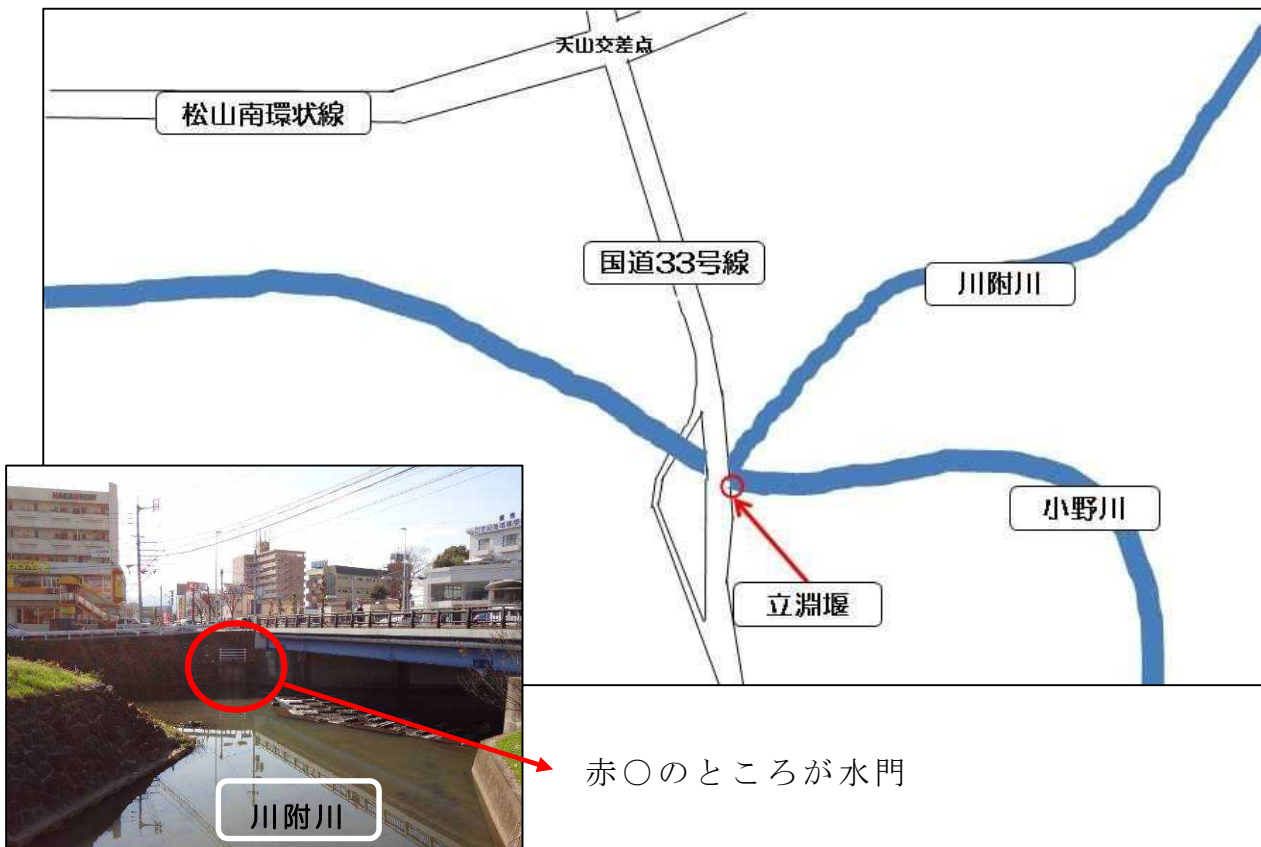 天山交差点
松山南環状線
国道33号線
川附川
小野川
立淵堰
赤○のところが水門
川附川